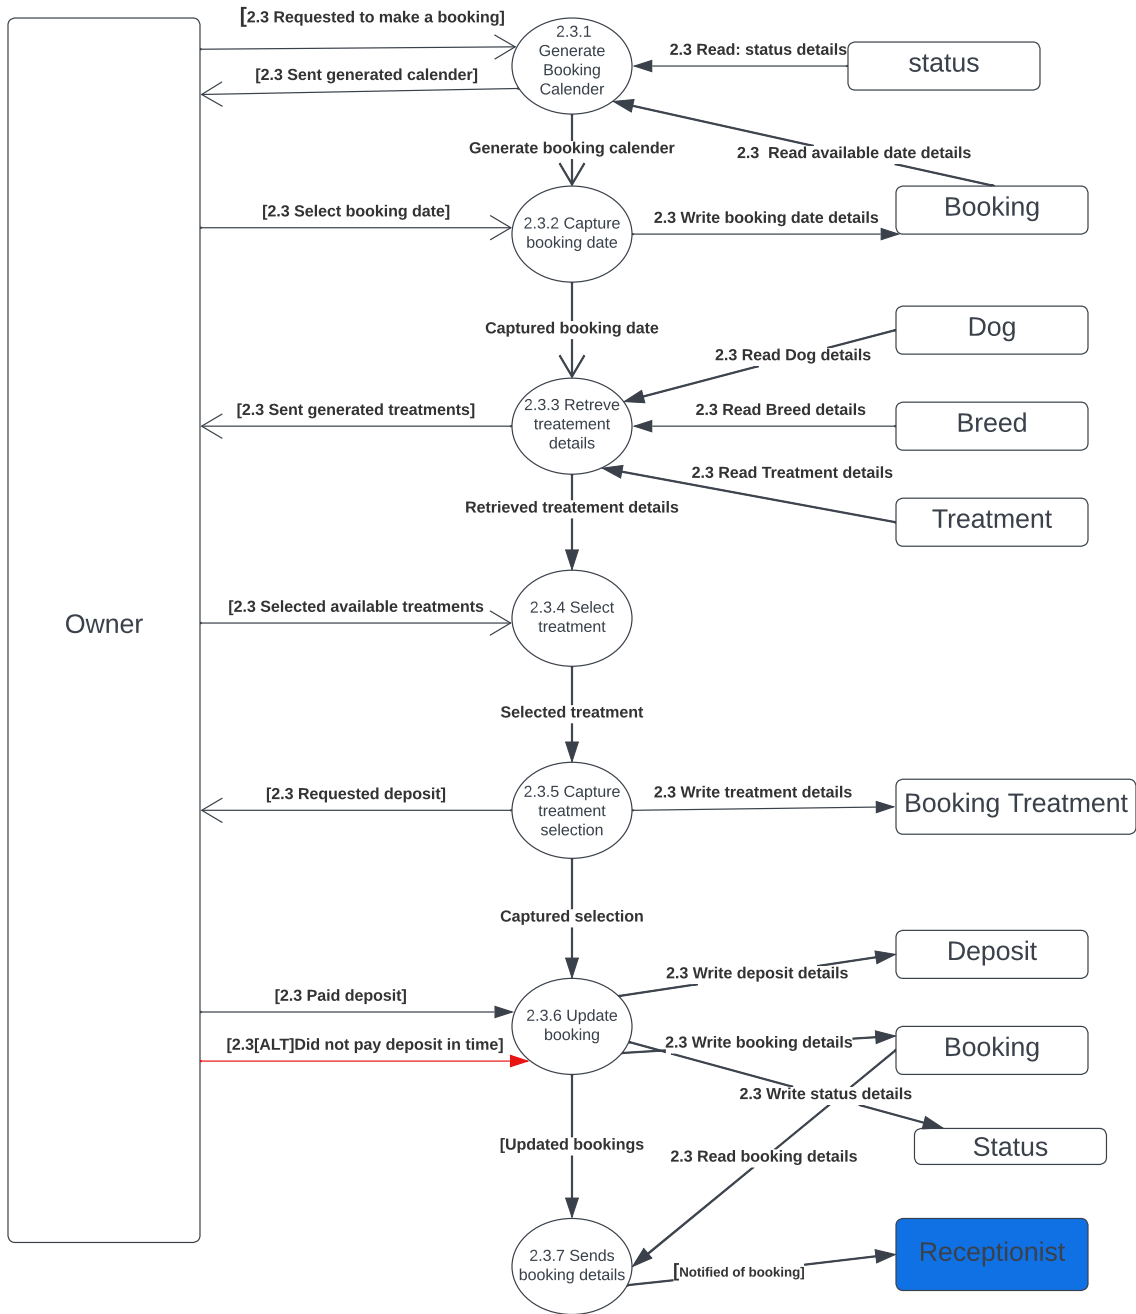 [2.3 Requested to make a booking]
2.3.1
Generate
Booking
Calender
2.3 Read: status details
status
[2.3 Sent generated calender]
Generate booking calender
2.3  Read available date details
Booking
[2.3 Select booking date]
2.3.2 Capture
booking date
2.3 Write booking date details
Captured booking date
Dog
2.3 Read Dog details
[2.3 Sent generated treatments]
2.3.3 Retreve
treatement
details
2.3 Read Breed details
Breed
2.3 Read Treatment details
Treatment
Retrieved treatement details
Owner
[2.3 Selected available treatments
2.3.4 Select
treatment
Selected treatment
[2.3 Requested deposit]
2.3.5 Capture
treatment
selection
2.3 Write treatment details
Booking Treatment
Captured selection
Deposit
2.3 Write deposit details
[2.3 Paid deposit]
2.3.6 Update
booking
[2.3[ALT]Did not pay deposit in time]
2.3 Write booking details
Booking
2.3 Write status details
Status
[Updated bookings
2.3 Read booking details
2.3.7 Sends
booking details
[Notified of booking]
Receptionist